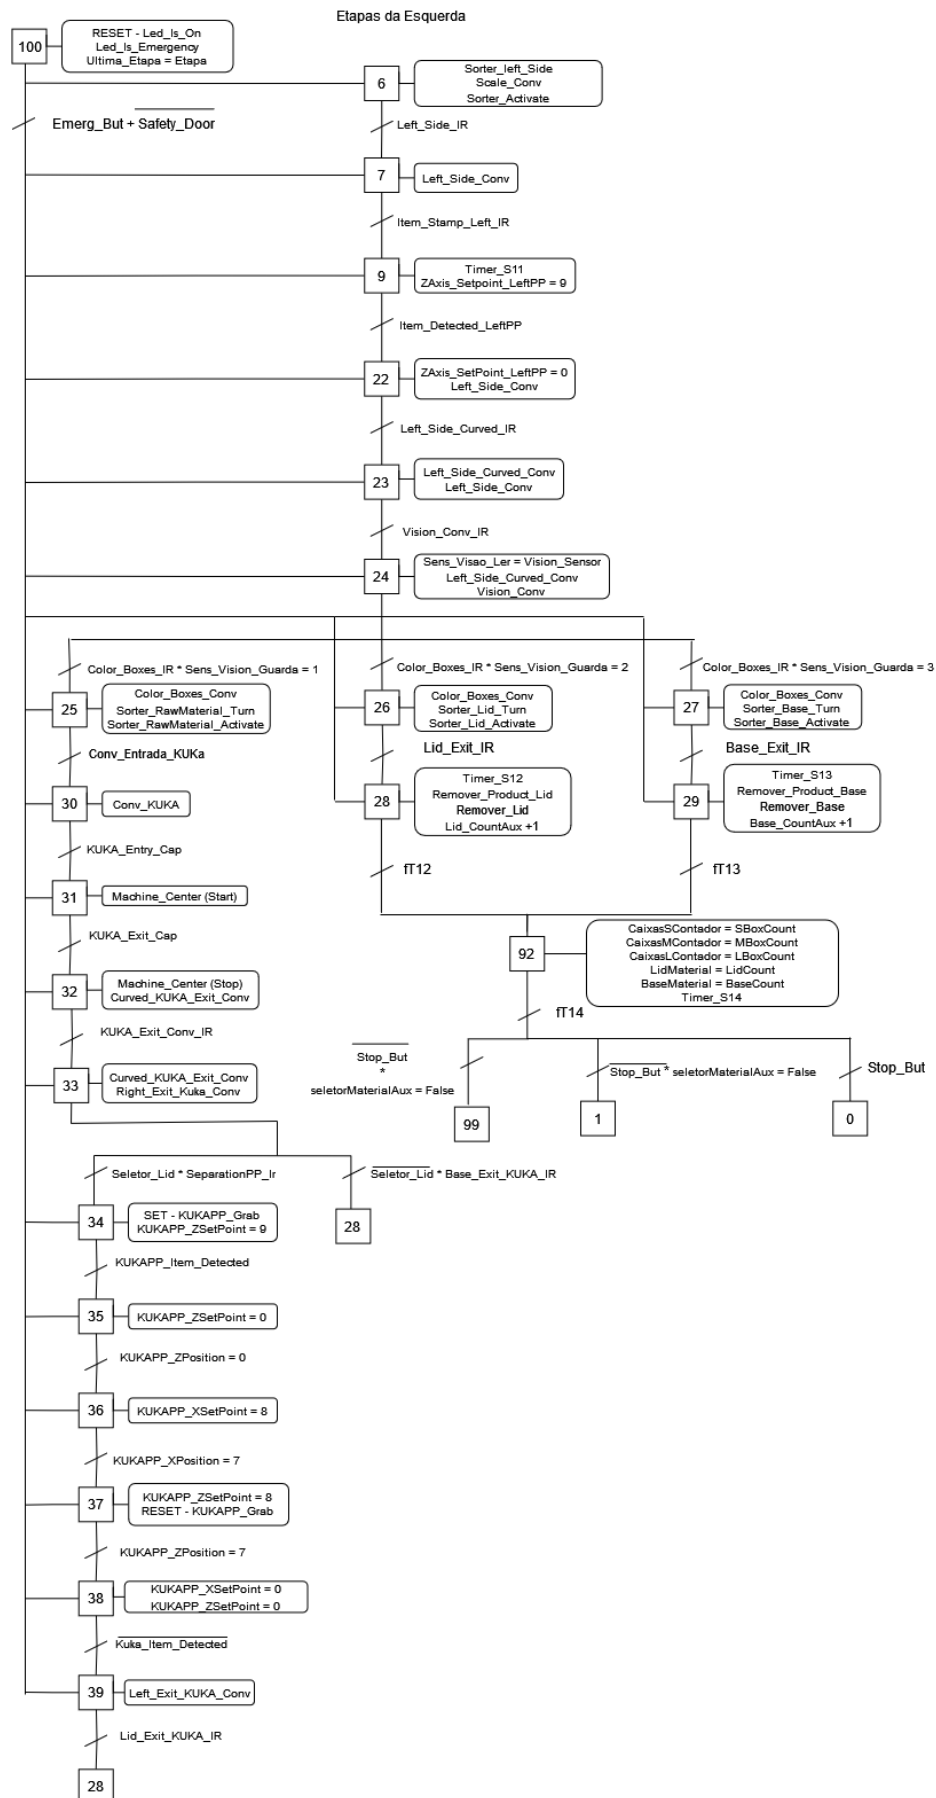 Etapas da Esquerda
100
RESET - Led_Is_On
Led_Is_Emergency
Ultima_Etapa = Etapa
Emerg_But + Safety_Door
6
Sorter_left_Side
Scale_Conv
Sorter_Activate
Left_Side_IR
7
Left_Side_Conv
Item_Stamp_Left_IR
9
Timer_S11
ZAxis_Setpoint_LeftPP = 9
Item_Detected_LeftPP
22
ZAxis_SetPoint_LeftPP = 0
Left_Side_Conv
Left_Side_Curved_IR
23
Left_Side_Curved_Conv
Left_Side_Conv
Vision_Conv_IR
24
Sens_Visao_Ler = Vision_Sensor
Left_Side_Curved_Conv
Vision_Conv
Color_Boxes_IR * Sens_Vision_Guarda = 1
Color_Boxes_IR * Sens_Vision_Guarda = 2
Color_Boxes_IR * Sens_Vision_Guarda = 3
25
Color_Boxes_Conv
Sorter_RawMaterial_Turn
Sorter_RawMaterial_Activate
26
Color_Boxes_Conv
Sorter_Lid_Turn
Sorter_Lid_Activate
27
Color_Boxes_Conv
Sorter_Base_Turn
Sorter_Base_Activate
Conv_Entrada_KUKa
Lid_Exit_IR
Base_Exit_IR
30
Conv_KUKA
28
Timer_S12
Remover_Product_Lid
Remover_Lid
Lid_CountAux +1
29
Timer_S13
Remover_Product_Base
Remover_Base
Base_CountAux +1
KUKA_Entry_Cap
fT12
fT13
31
Machine_Center (Start)
KUKA_Exit_Cap
92
CaixasSContador = SBoxCount
CaixasMContador = MBoxCount
CaixasLContador = LBoxCount
LidMaterial = LidCount
BaseMaterial = BaseCount
Timer_S14
32
Machine_Center (Stop)
Curved_KUKA_Exit_Conv
fT14
KUKA_Exit_Conv_IR
Stop_But
*
seletorMaterialAux = False
Stop_But * seletorMaterialAux = False
Stop_But
33
Curved_KUKA_Exit_Conv
Right_Exit_Kuka_Conv
99
1
0
Seletor_Lid * SeparationPP_Ir
Seletor_Lid * Base_Exit_KUKA_IR
34
SET - KUKAPP_Grab
KUKAPP_ZSetPoint = 9
28
KUKAPP_Item_Detected
35
KUKAPP_ZSetPoint = 0
KUKAPP_ZPosition = 0
36
KUKAPP_XSetPoint = 8
KUKAPP_XPosition = 7
37
KUKAPP_ZSetPoint = 8
RESET - KUKAPP_Grab
KUKAPP_ZPosition = 7
38
KUKAPP_XSetPoint = 0
KUKAPP_ZSetPoint = 0
Kuka_Item_Detected
39
Left_Exit_KUKA_Conv
Lid_Exit_KUKA_IR
28